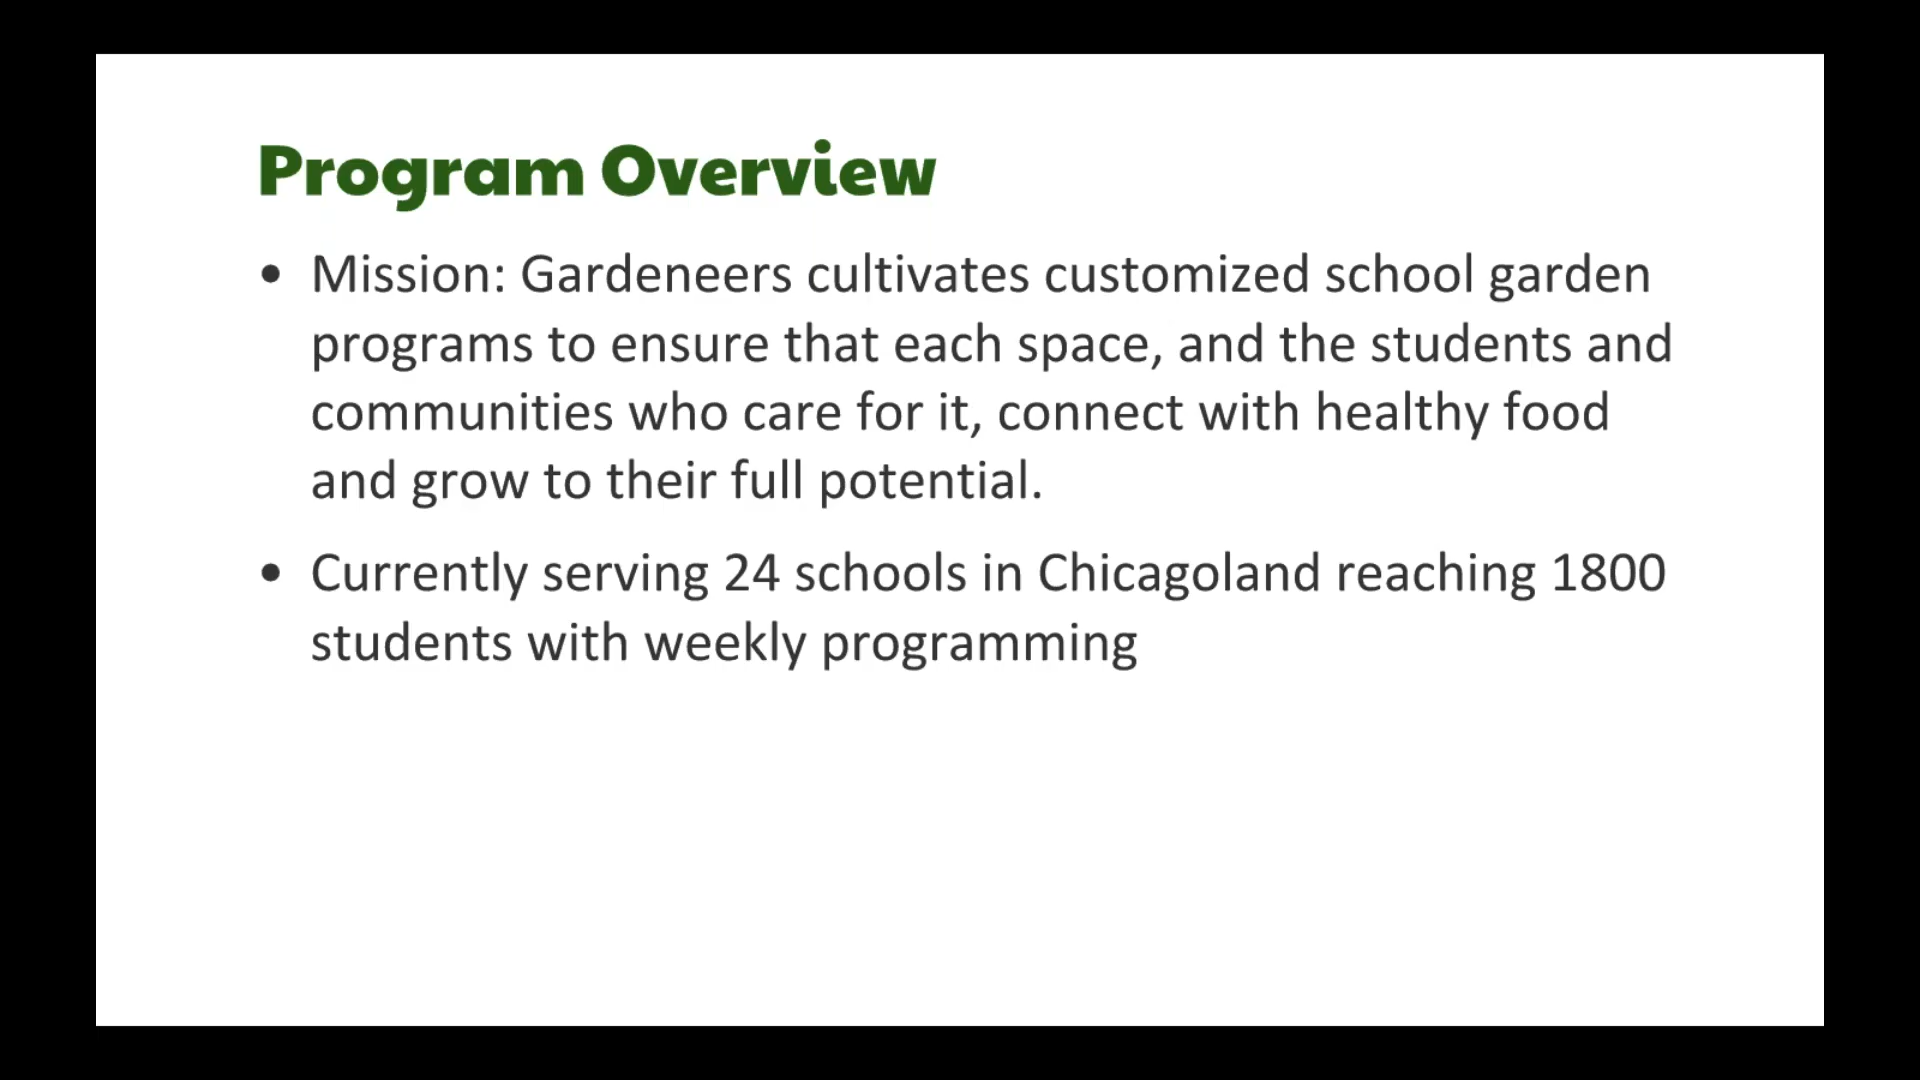 Program Overview
• Mission: Gardeneers cultivates customized school garden
programs to ensure that each space, and the students and
communities who care for it, connect with healthy food
and grow to their full potential.
• Currently serving 24 schools in Chicagoland reaching 1800
students with weekly programming